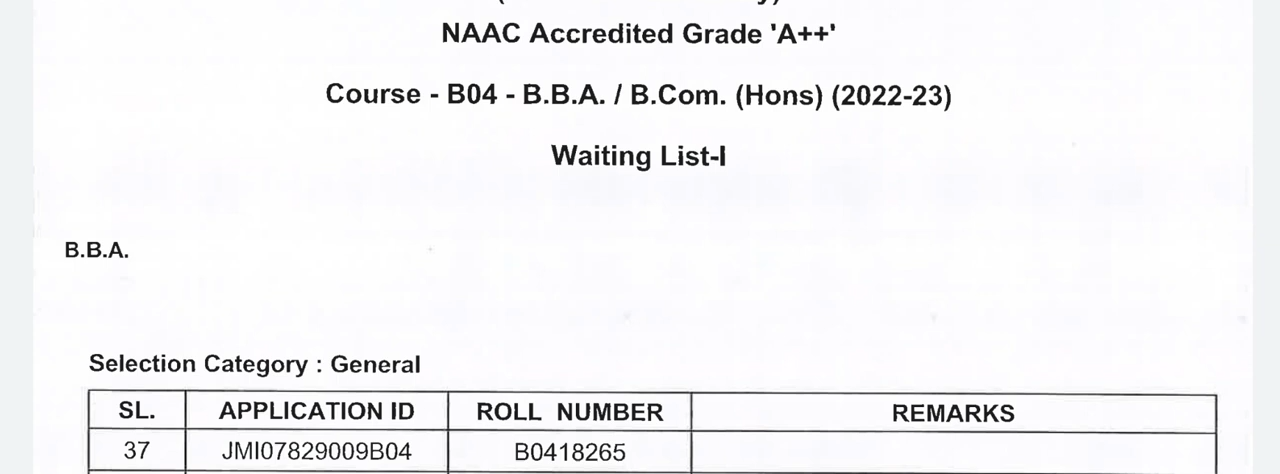 NAAC Accredited Grade 'A++'
Course - B04 - B.B.A. / B.Com. (Hons) (2022-23)
Waiting List-I
B.B.A.
Selection Category : General
SL. APPLICATION ID ROLL NUMBER REMARKS
37 JMI07829009B04 B0418265